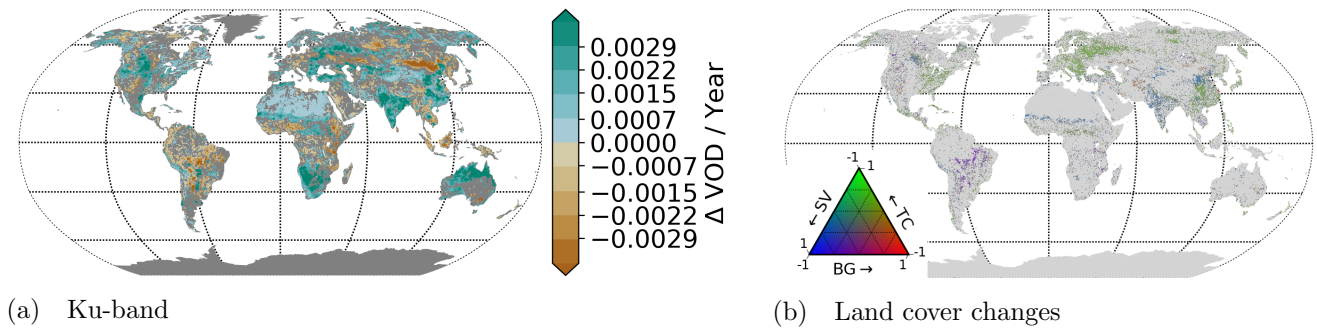 0.0029
0.0022
0.0015
0.0007
0.0000
−0.0007
−0.0015
−0.0022
−0.0029
Δ VOD / Year
-1 1
← SV
← TC
1 -1
-1 BG → 1
(a) Ku-band
(b) Land cover changes